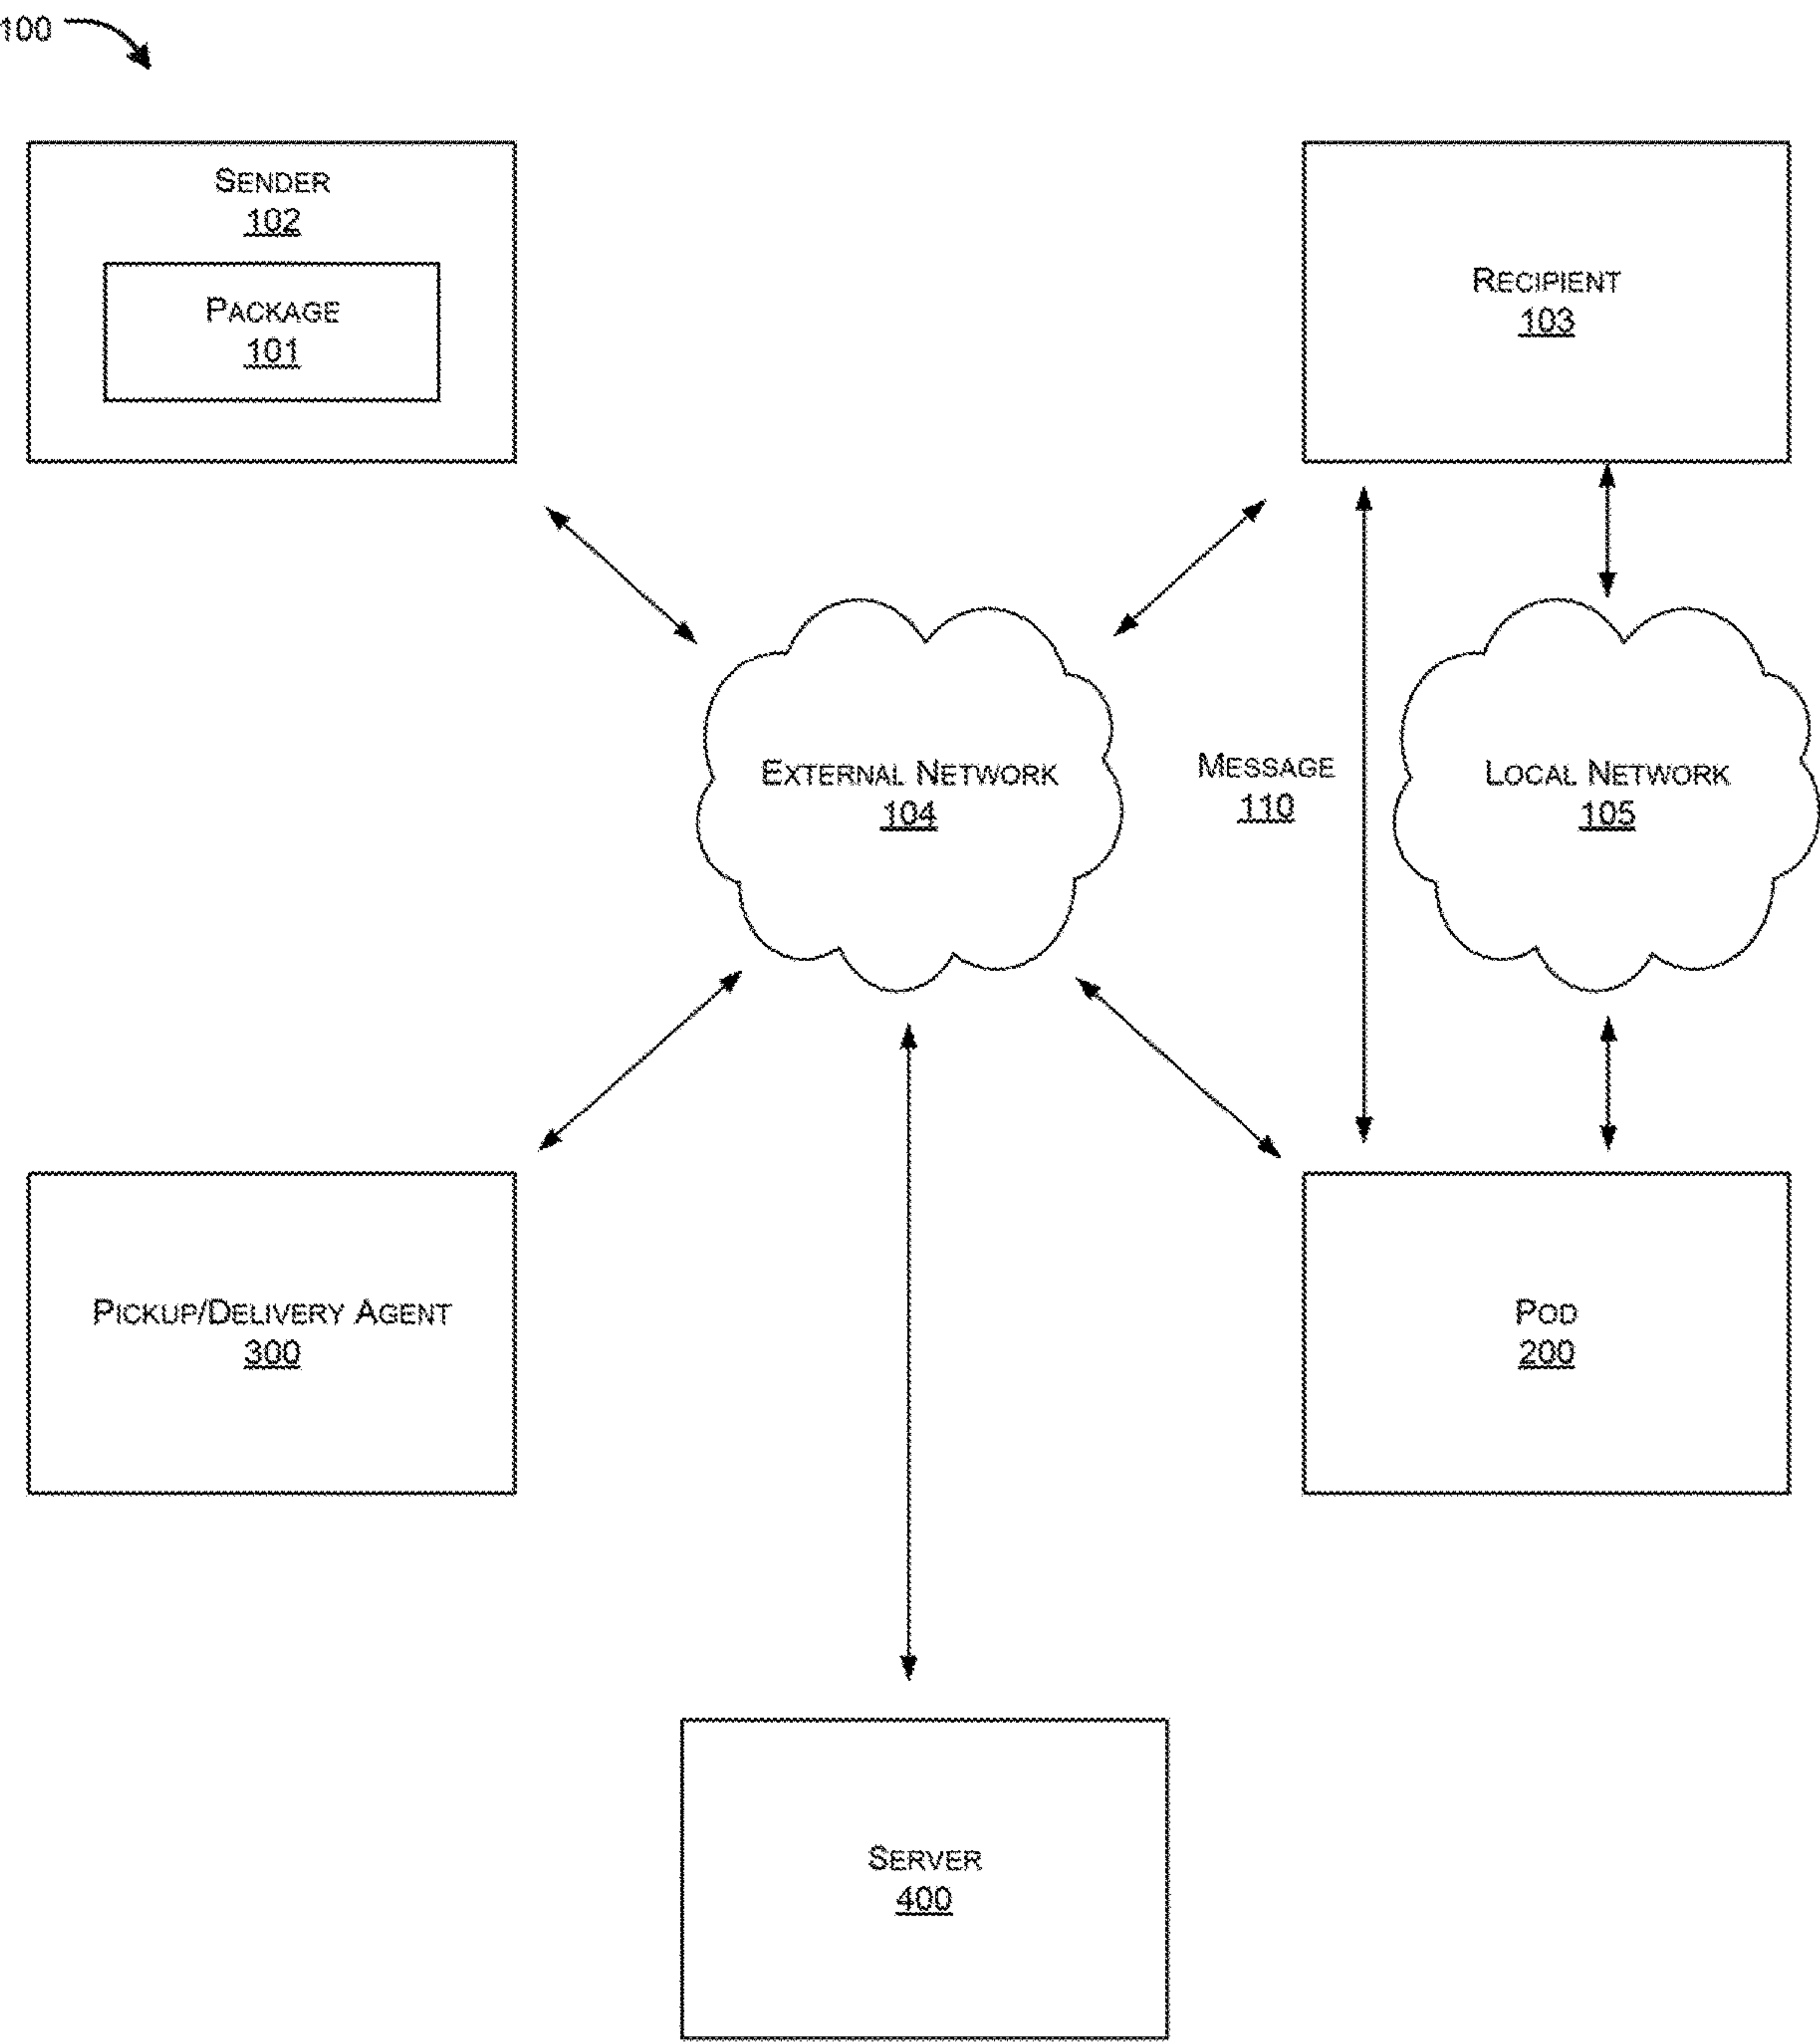 100
SENDER
102
PACKAGE
101
RECIPIENT
103
EXTERNAL NETWORK
104
MESSAGE
110
LOCAL NETWORK
105
PICKUP/DELIVERY AGENT
300
POD
200
SERVER
400